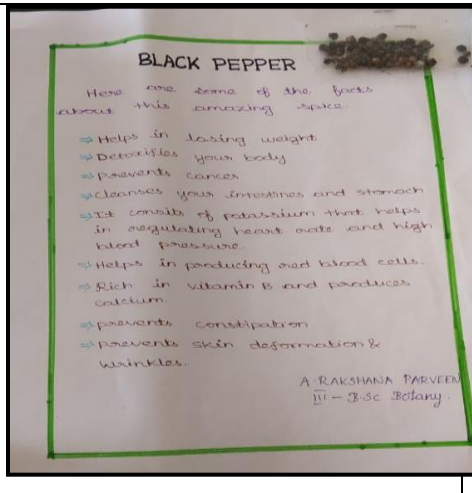 BLACK PEPPER
Here are some of the facts
about this amazing spice.
⇒ Helps in losing weight
⇒ Detoxifies your body
⇒ Prevents cancer
⇒ Cleanses your intestines and stomach
⇒ It consits of patassium that helps
in regulating heart rate and high
blood pressure.
⇒ Helps in producing red blood cells.
⇒ Rich in vitamin B and produces
calcium.
⇒ prevents constipation
⇒ prevents skin deformation &
wrinkles.
A. RAKSHANA PARVEEN
III - B.Sc Botany.